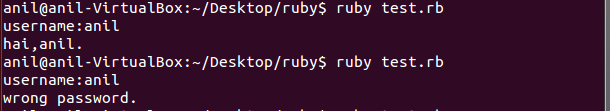 anil@anil-VirtualBox:~/Desktop/ruby$ ruby test.rb
username:anil
hai,anil.
anil@anil-VirtualBox:~/Desktop/ruby$ ruby test.rb
username:anil
wrong password.